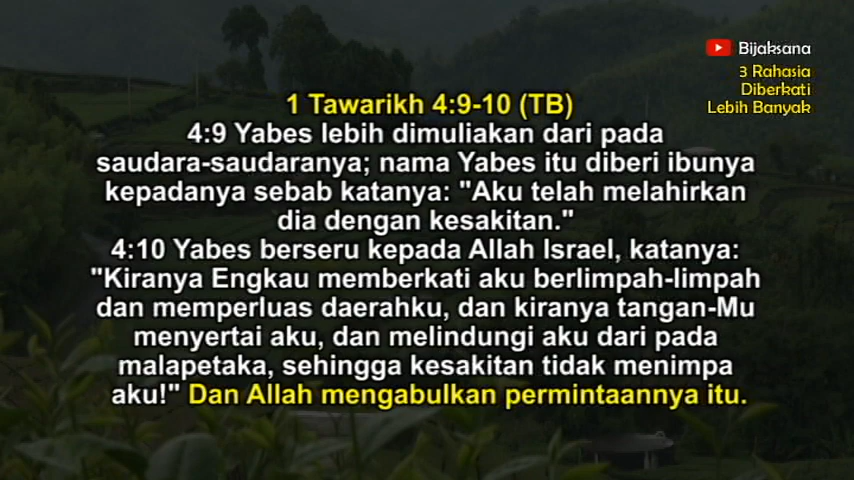 Bijaksana
3 Rahasia
Diberkati
Lebih Banyak
1 Tawarikh 4:9-10 (TB)
4:9 Yabes lebih dimuliakan dari pada
saudara-saudaranya; nama Yabes itu diberi ibunya
kepadanya sebab katanya: "Aku telah melahirkan
dia dengan kesakitan."
4:10 Yabes berseru kepada Allah Israel, katanya:
"Kiranya Engkau memberkati aku berlimpah-limpah
dan memperluas daerahku, dan kiranya tangan-Mu
menyertai aku, dan melindungi aku dari pada
malapetaka, sehingga kesakitan tidak menimpa
aku!" Dan Allah mengabulkan permintaannya itu.